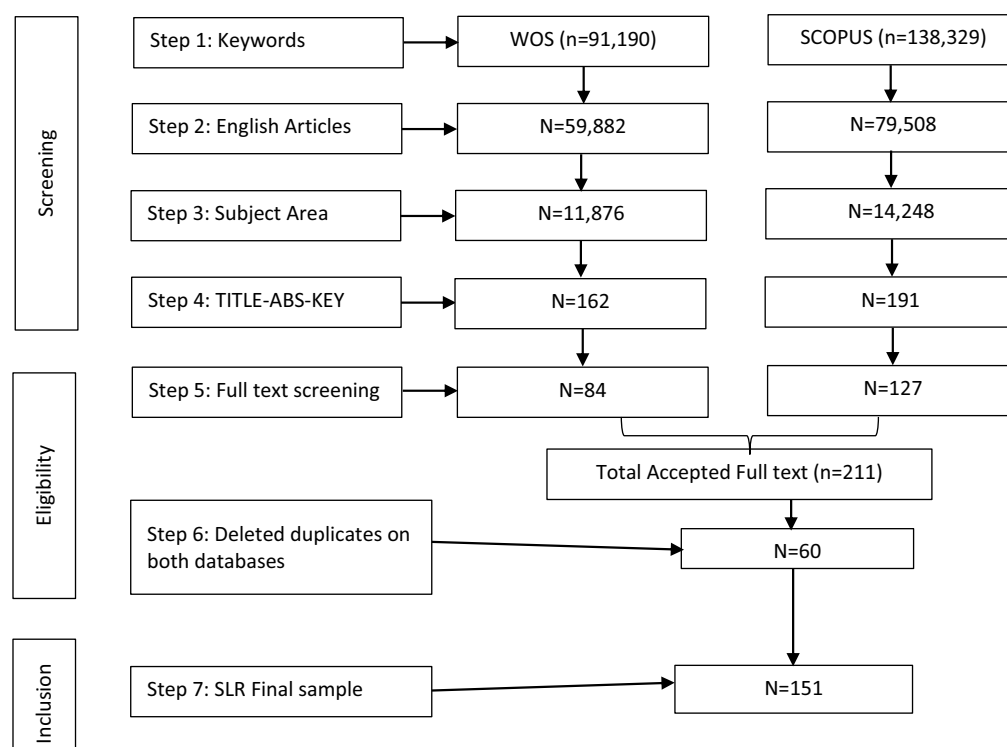 Screening
Step 1: Keywords
WOS (n=91,190)
SCOPUS (n=138,329)
Step 2: English Articles
N=59,882
N=79,508
Step 3: Subject Area
N=11,876
N=14,248
Step 4: TITLE-ABS-KEY
N=162
N=191
Eligibility
Step 5: Full text screening
N=84
N=127
Total Accepted Full text (n=211)
Step 6: Deleted duplicates on
both databases
N=60
Inclusion
Step 7: SLR Final sample
N=151